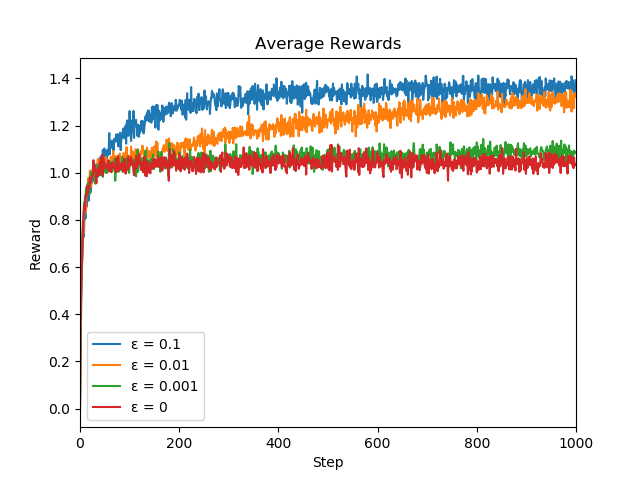 Average Rewards
Reward
1.4
1.2
1.0
0.8
0.6
0.4
0.2
0.0
ε = 0.1
ε = 0.01
ε = 0.001
ε = 0
0 200 400 600 800 1000
Step